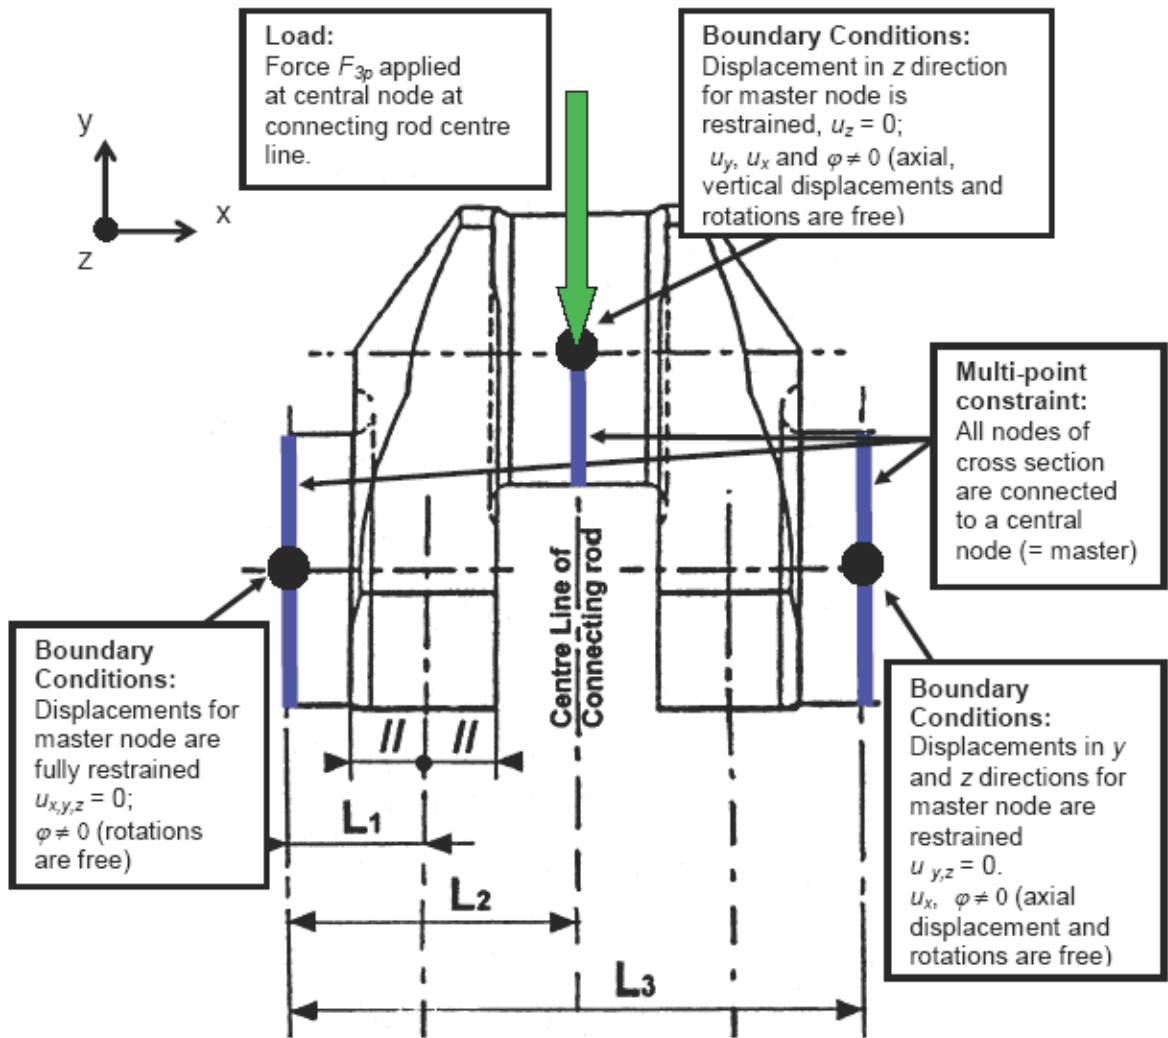 Load:
Force F3p applied
at central node at
connecting rod centre
line.
Boundary Conditions:
Displacement in z direction
for master node is
restrained, uz = 0;
uy, ux and φ ≠ 0 (axial,
vertical displacements and
rotations are free)
y
x
z
Multi-point
constraint:
All nodes of
cross section
are connected
to a central
node (= master)
Centre Line of
Connecting rod
Boundary
Conditions:
Displacements for
master node are
fully restrained
ux,y,z = 0;
φ ≠ 0 (rotations
are free)
Boundary
Conditions:
Displacements in y
and z directions for
master node are
restrained
u y,z = 0.
ux, φ ≠ 0 (axial
displacement and
rotations are free)
// //
L1
L2
L3